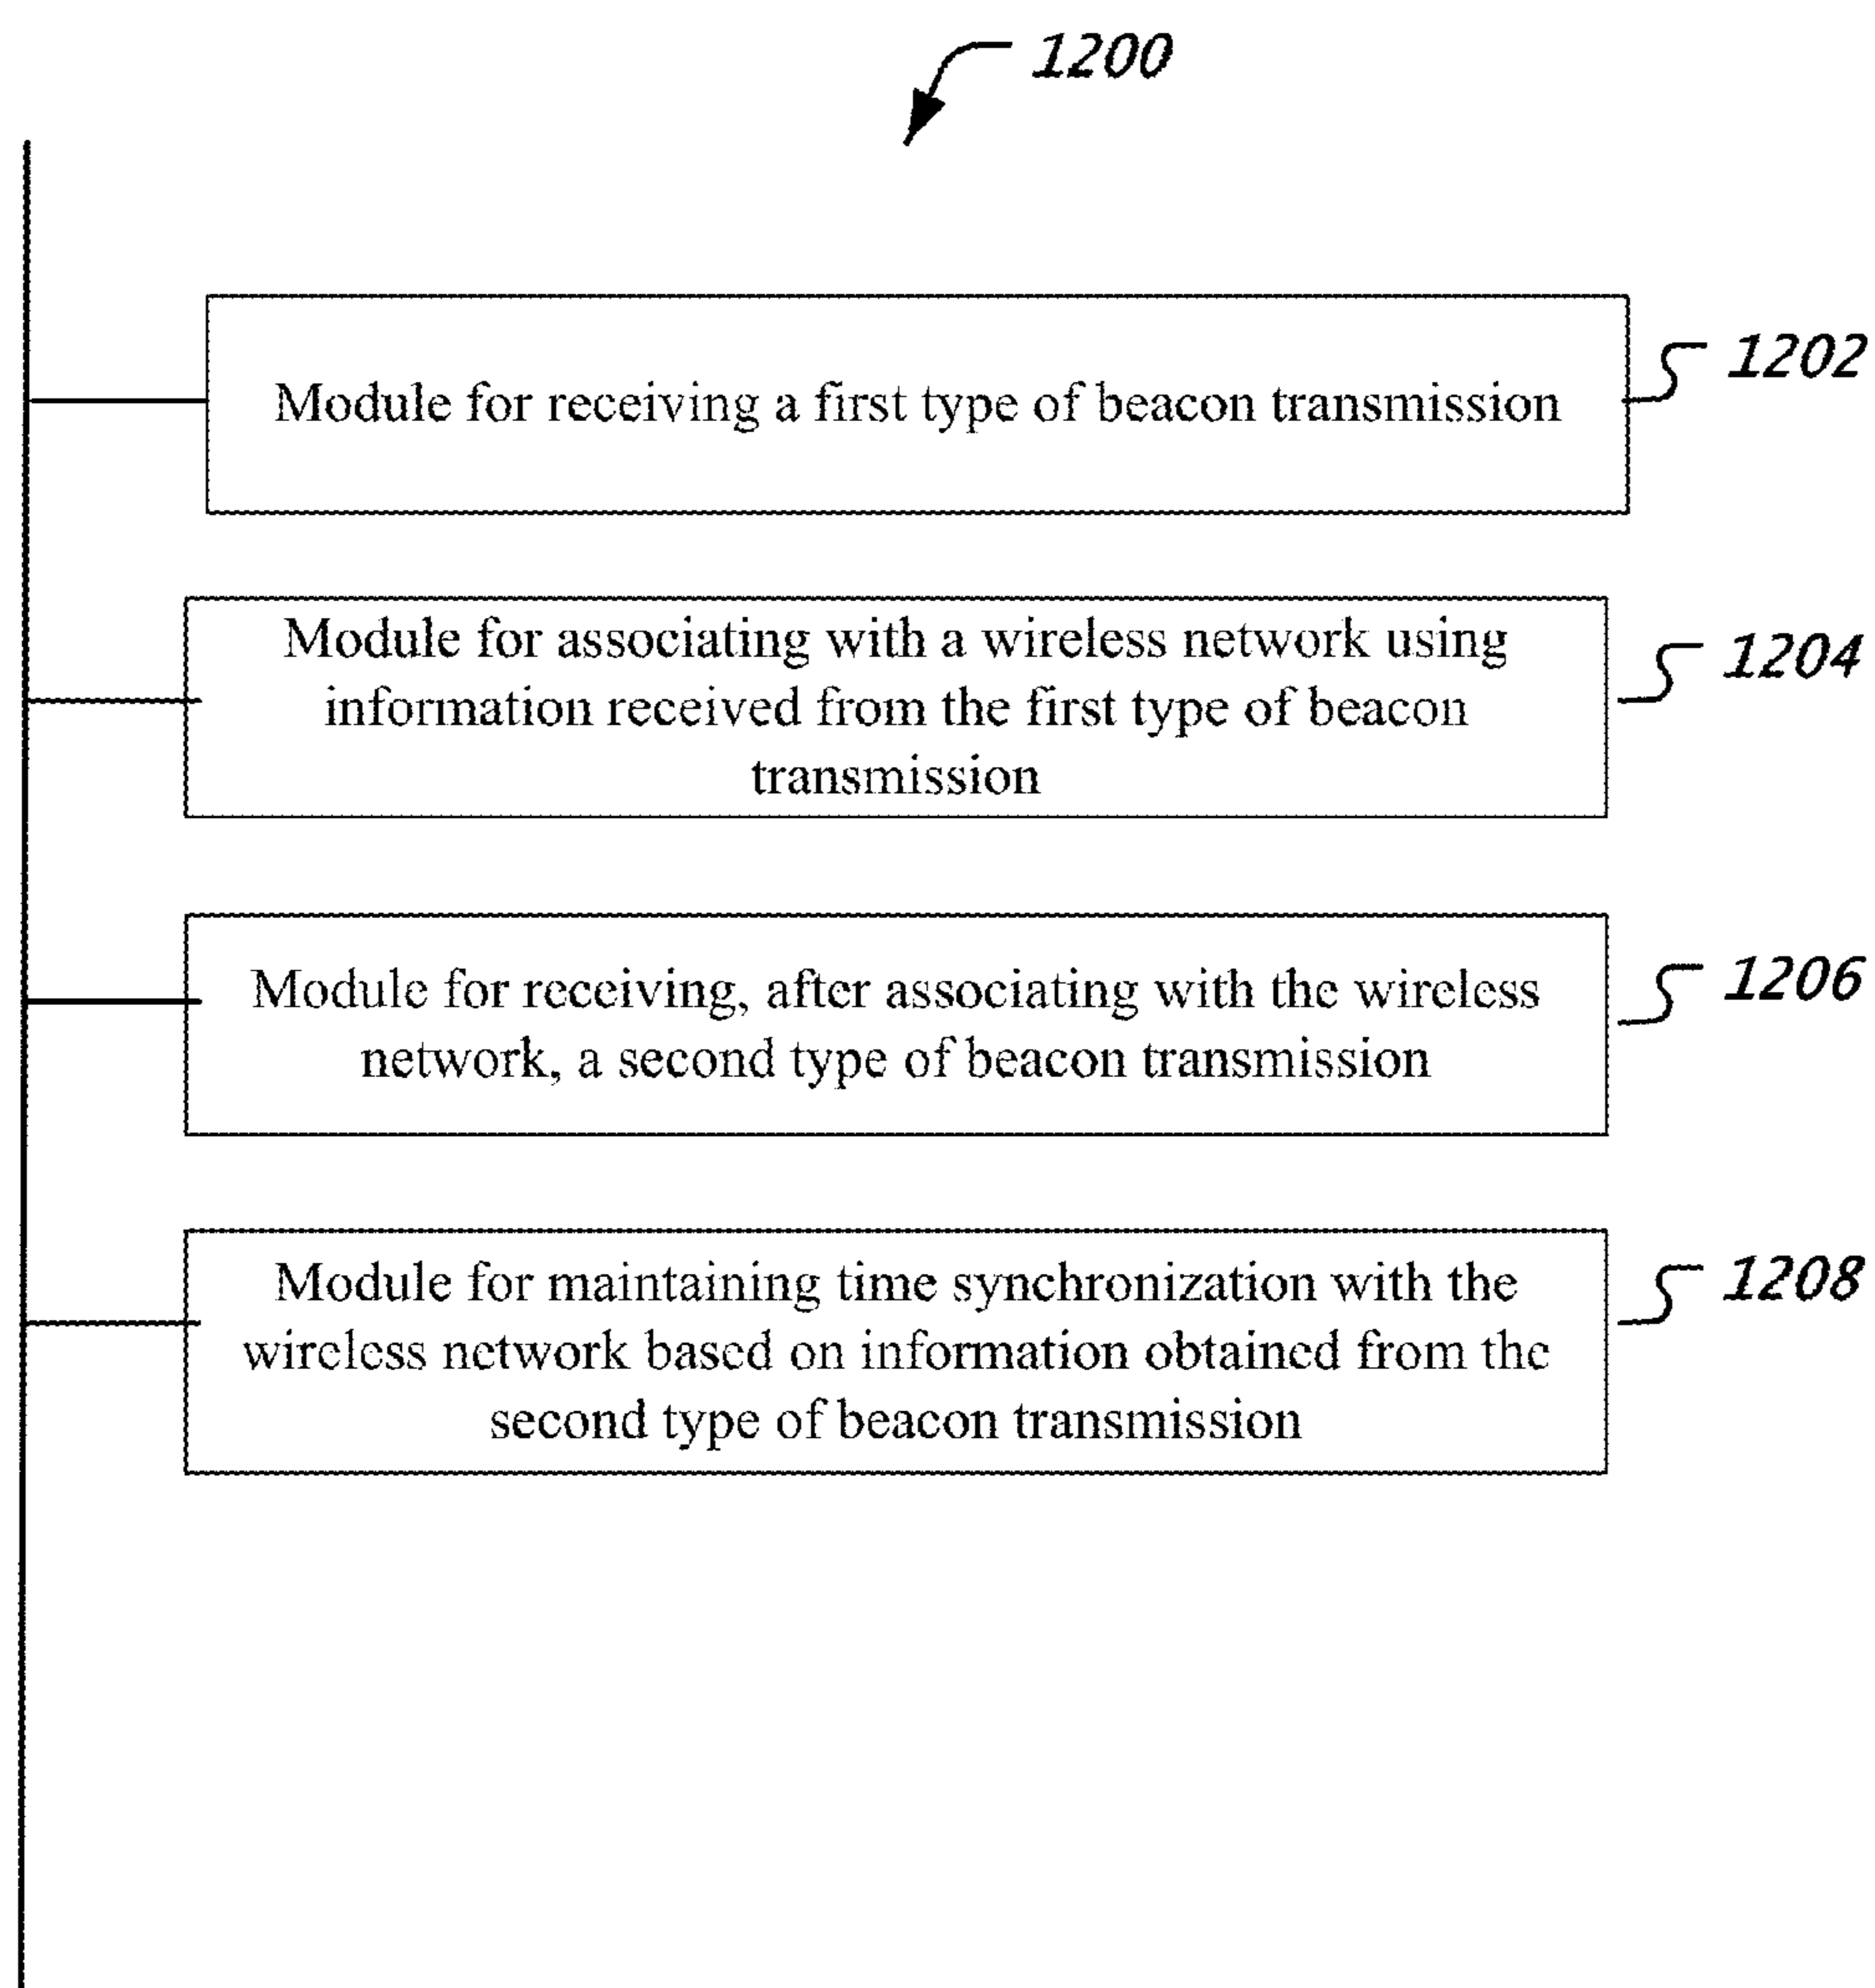 1200
Module for receiving a first type of beacon transmission
1202
Module for associating with a wireless network using
information received from the first type of beacon
transmission
1204
Module for receiving, after associating with the wireless
network, a second type of beacon transmission
1206
Module for maintaining time synchronization with the
wireless network based on information obtained from the
second type of beacon transmission
1208